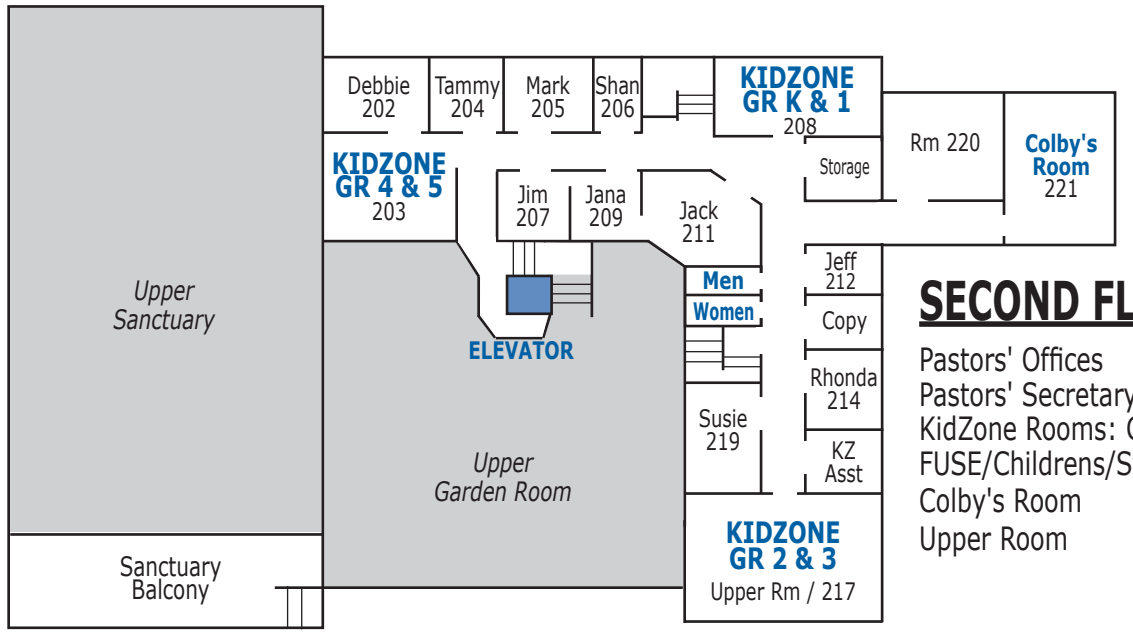 Debbie
202
Tammy
204
Mark
205
Shan
206
KIDZONE
GR K & 1
208
Rm 220
Colby's
Room
221
KIDZONE
GR 4 & 5
203
Storage
Jim
207
Jana
209
Jack
211
Upper
Sanctuary
Men
Women
ELEVATOR
Jeff
212
Copy
Rhonda
214
KZ
Asst
Susie
219
Upper
Garden Room
KIDZONE
GR 2 & 3
Upper Rm / 217
Sanctuary
Balcony
SECOND FL
Pastors' Offices
Pastors' Secretary
KidZone Rooms:
FUSE/Childrens/S
Colby's Room
Upper Room